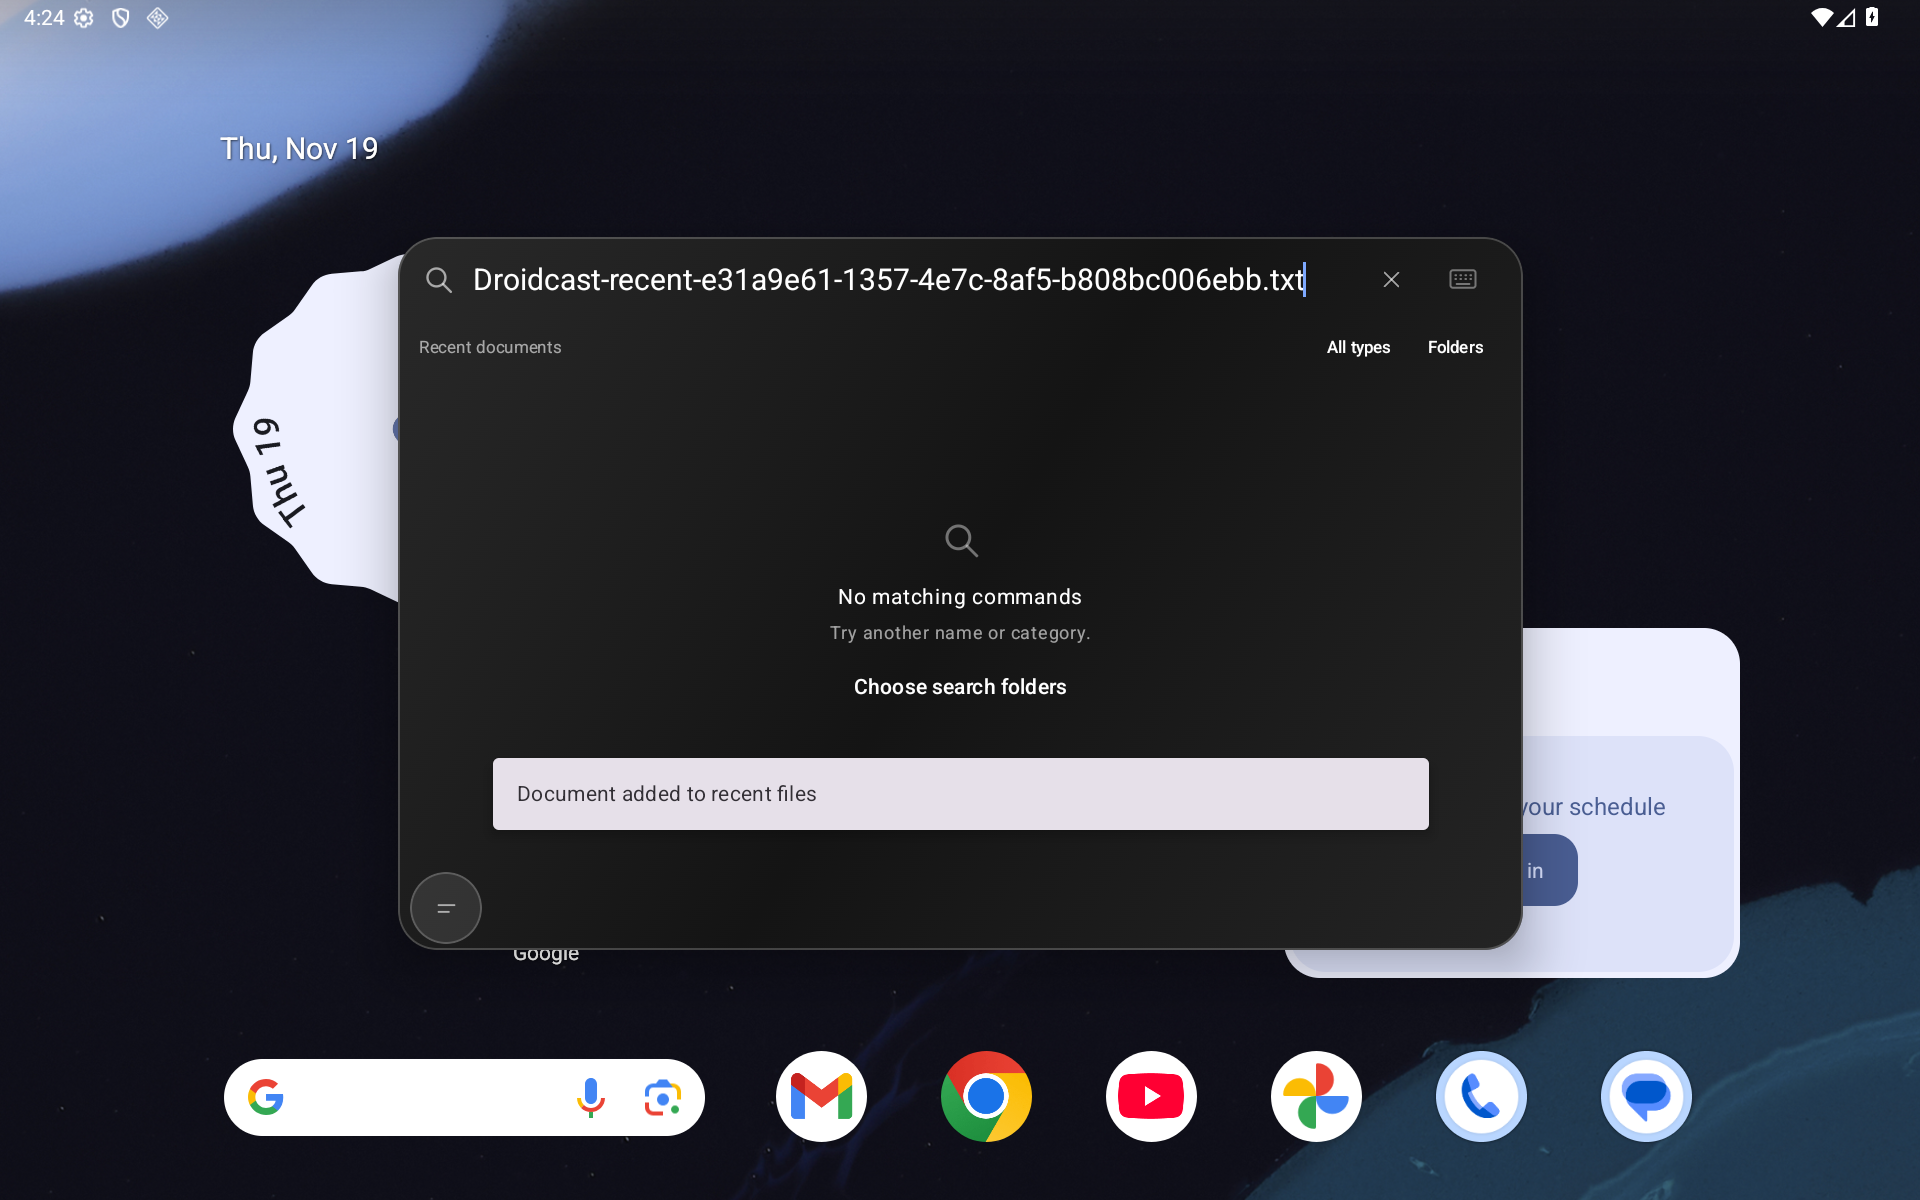 4:24
Thu, Nov 19
Thu 19
Droidcast-recent-e31a9e61-1357-4e7c-8af5-b808bc006ebb.txt
Recent documents
All types
Folders
No matching commands
Try another name or category.
Choose search folders
Document added to recent files
your schedule
in
Google